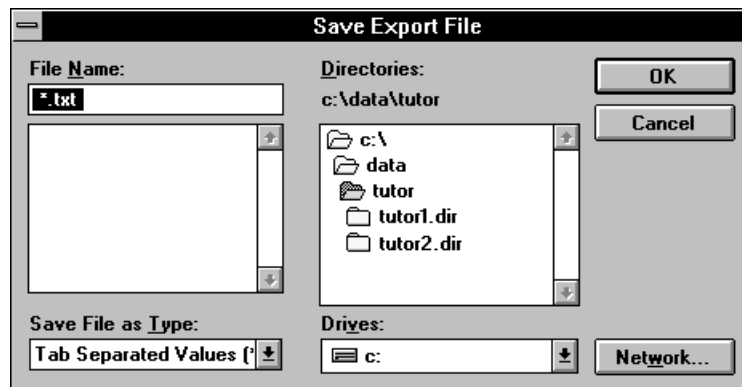 Save Export File
File Name:
*.txt
Directories:
c:\data\tutor
c:\
data
tutor
tutor1.dir
tutor2.dir
OK
Cancel
Save File as Type:
Tab Separated Values (*
Drives:
c:
Network...